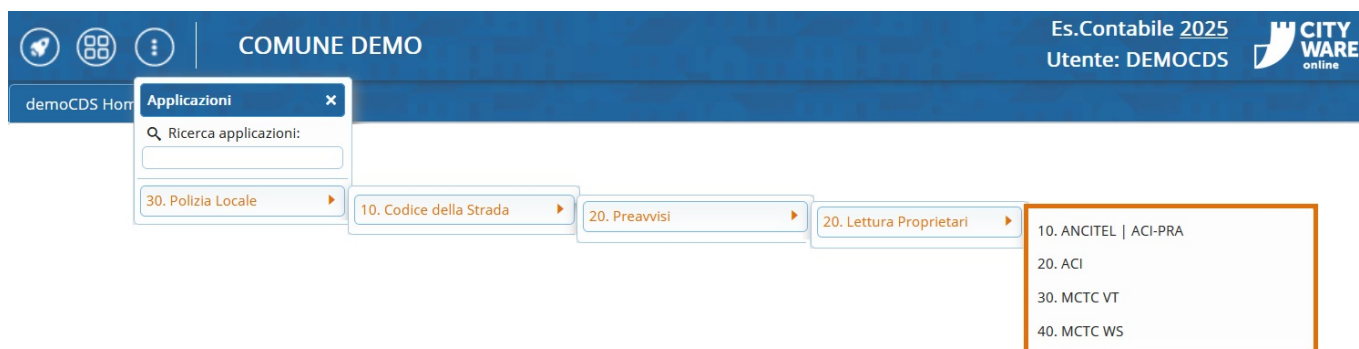 COMUNE DEMO
Es.Contabile 2025
Utente: DEMOCDS
CITY
WARE
online
demoCDS Hom
Applicazioni
Ricerca applicazioni:
30. Polizia Locale
10. Codice della Strada
20. Preavvisi
20. Lettura Proprietari
10. ANCITEL | ACI-PRA
20. ACI
30. MCTC VT
40. MCTC WS